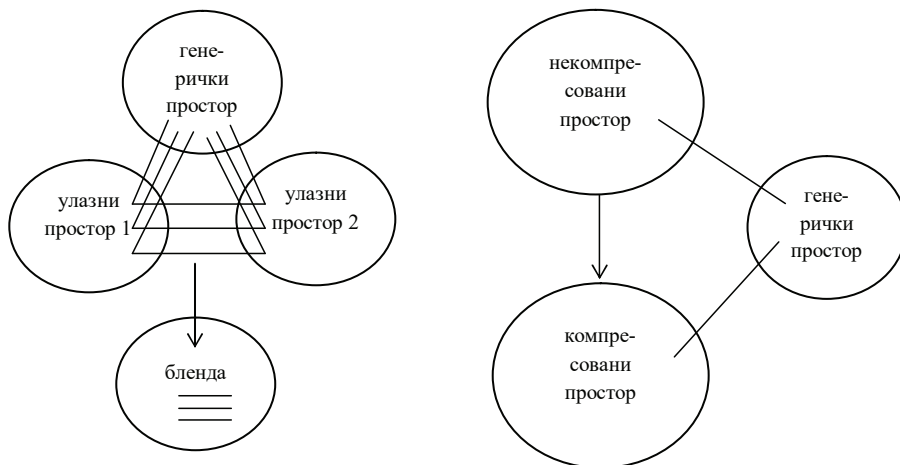 гене-
рички
простор
улазни
простор 1
улазни
простор 2
бленда
некомпре-
совани
простор
гене-
рички
простор
компре-
совани
простор